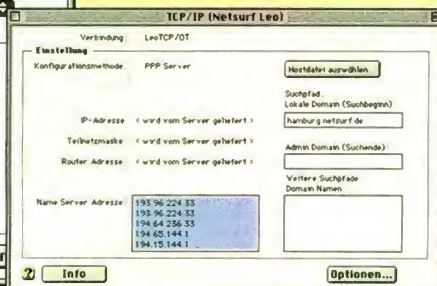 TCP/IP (Netsurf Leo)
Verbindung: LeoTCP/OT
Einstellung
Konfigurationsmethode: PPP Server
Hostdatei auswählen...
Suchpfad:
Lokale Domain (Suchbeginn)
IP-Adresse: < wird vom Server geliefert >
hamburg.netsurf.de
Teilnetzmaske: < wird vom Server geliefert >
Admin Domain (Suchende):
Router Adresse: < wird vom Server geliefert >
Weitere Suchpfade
Domain Namen
Name Server Adresse:
193.96.224.33
193.96.224.33
194.64.236.33
194.65.144.1
194.15.144.1
Info
Optionen...